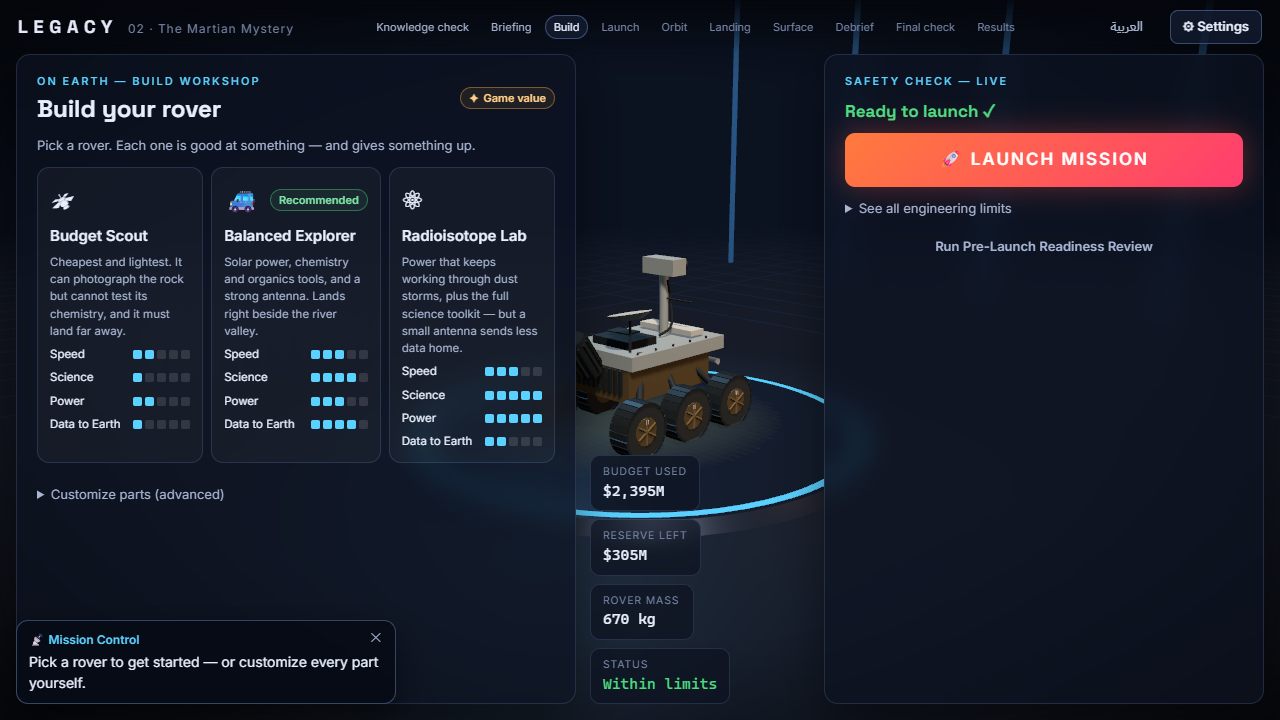 LEGACY 02 · The Martian Mystery
Knowledge check Briefing Build Launch Orbit Landing Surface Debrief Final check Results
العربية
⚙ Settings
ON EARTH — BUILD WORKSHOP
Build your rover
✦ Game value
Pick a rover. Each one is good at something — and gives something up.
Budget Scout
Cheapest and lightest. It
can photograph the rock
but cannot test its
chemistry, and it must
land far away.
Speed
Science
Power
Data to Earth
Recommended
Balanced Explorer
Solar power, chemistry
and organics tools, and a
strong antenna. Lands
right beside the river
valley.
Speed
Science
Power
Data to Earth
Radioisotope Lab
Power that keeps
working through dust
storms, plus the full
science toolkit — but a
small antenna sends less
data home.
Speed
Science
Power
Data to Earth
▶ Customize parts (advanced)
Mission Control
Pick a rover to get started — or customize every part
yourself.
BUDGET USED
$2,395M
RESERVE LEFT
$305M
ROVER MASS
670 kg
STATUS
Within limits
SAFETY CHECK — LIVE
Ready to launch ✓
🚀 LAUNCH MISSION
▶ See all engineering limits
Run Pre-Launch Readiness Review